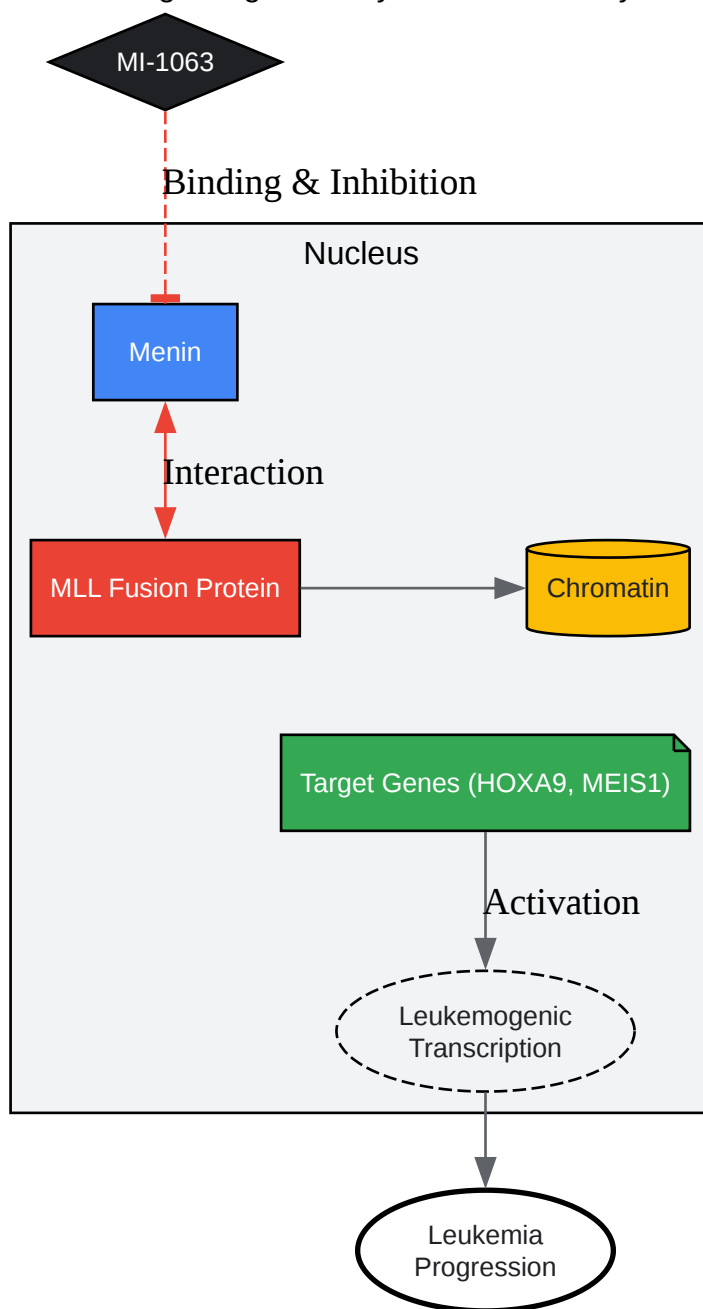 MI-1063
Binding & Inhibition
Nucleus
Menin
Interaction
MLL Fusion Protein
Chromatin
Target Genes (HOXA9, MEIS1)
Activation
Leukemogenic
Transcription
Leukemia
Progression